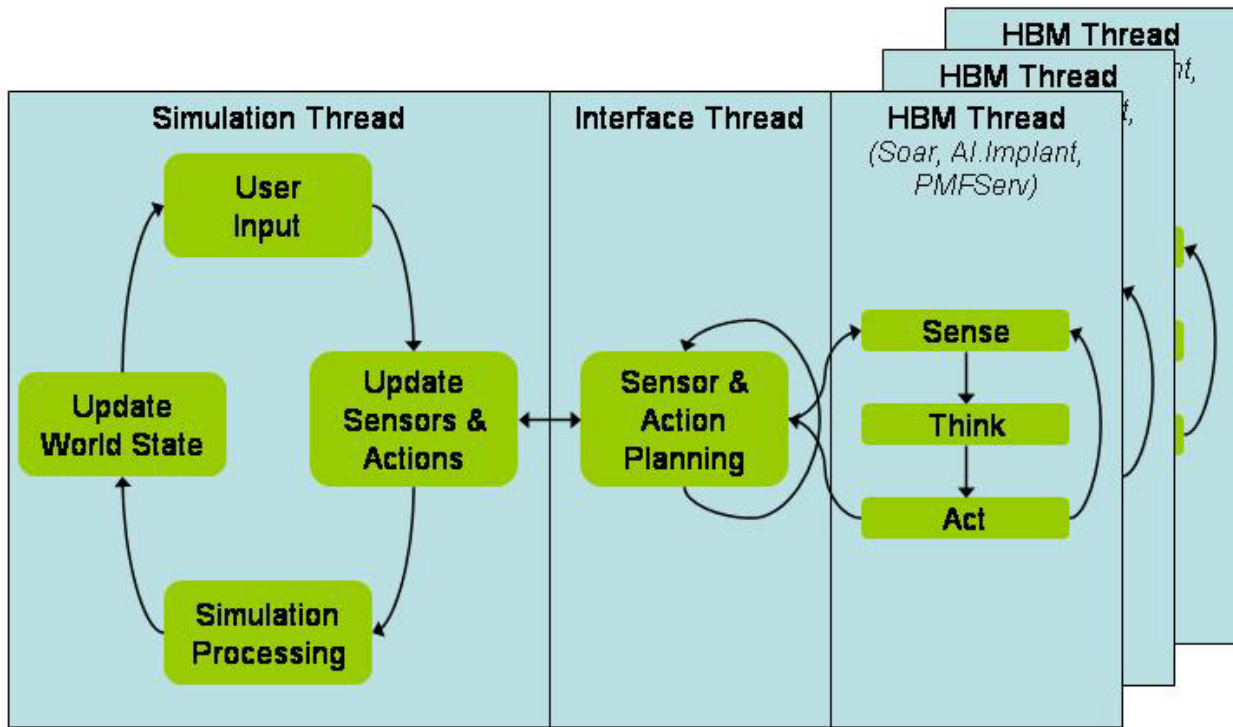 HBM Thread
nt,
HBM Thread
t,
Simulation Thread
Interface Thread
HBM Thread
(Soar, AI.Implant,
PMFServ)
User
Input
Update
World State
Update
Sensors &
Actions
Simulation
Processing
Sensor &
Action
Planning
Sense
Think
Act